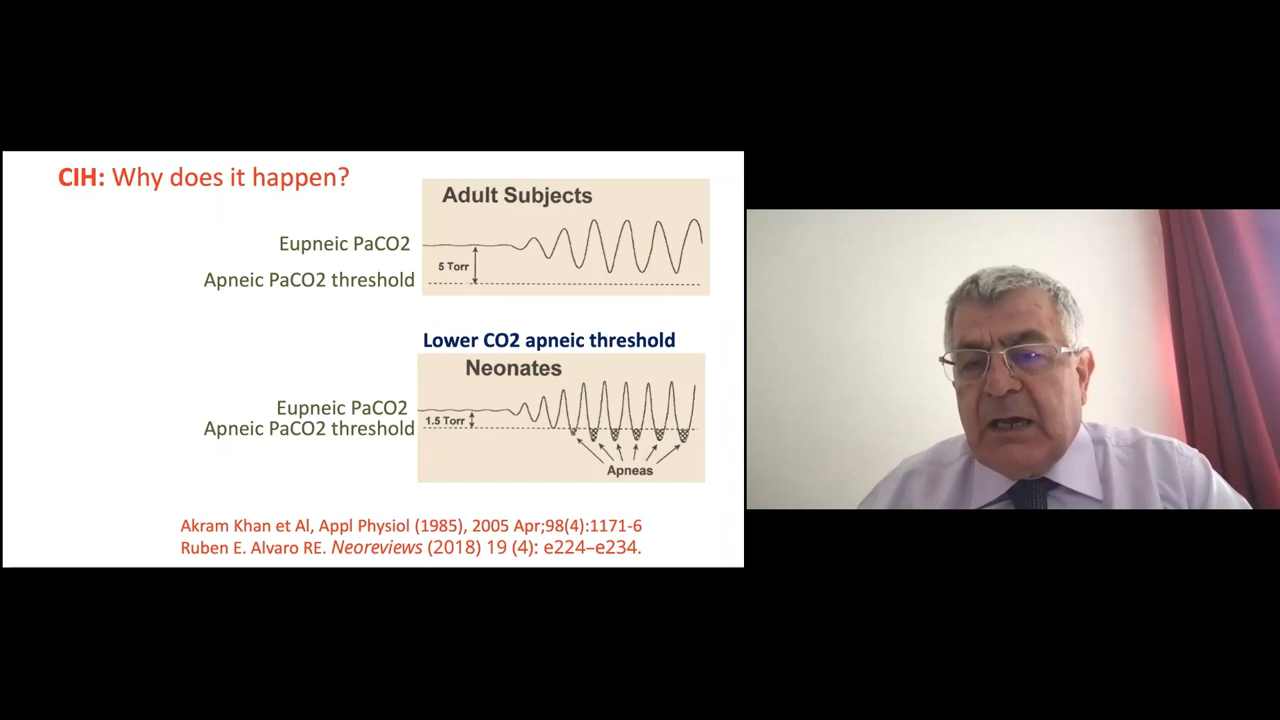 CIH: Why does it happen?
Adult Subjects
Eupneic PaCO2
5 Torr
Apneic PaCO2 threshold
Lower CO2 apneic threshold
Neonates
Eupneic PaCO2
1.5 Torr
Apneic PaCO2 threshold
Apneas
Akram Khan et Al, Appl Physiol (1985), 2005 Apr;98(4):1171-6
Ruben E. Alvaro RE. Neoreviews (2018) 19 (4): e224–e234.